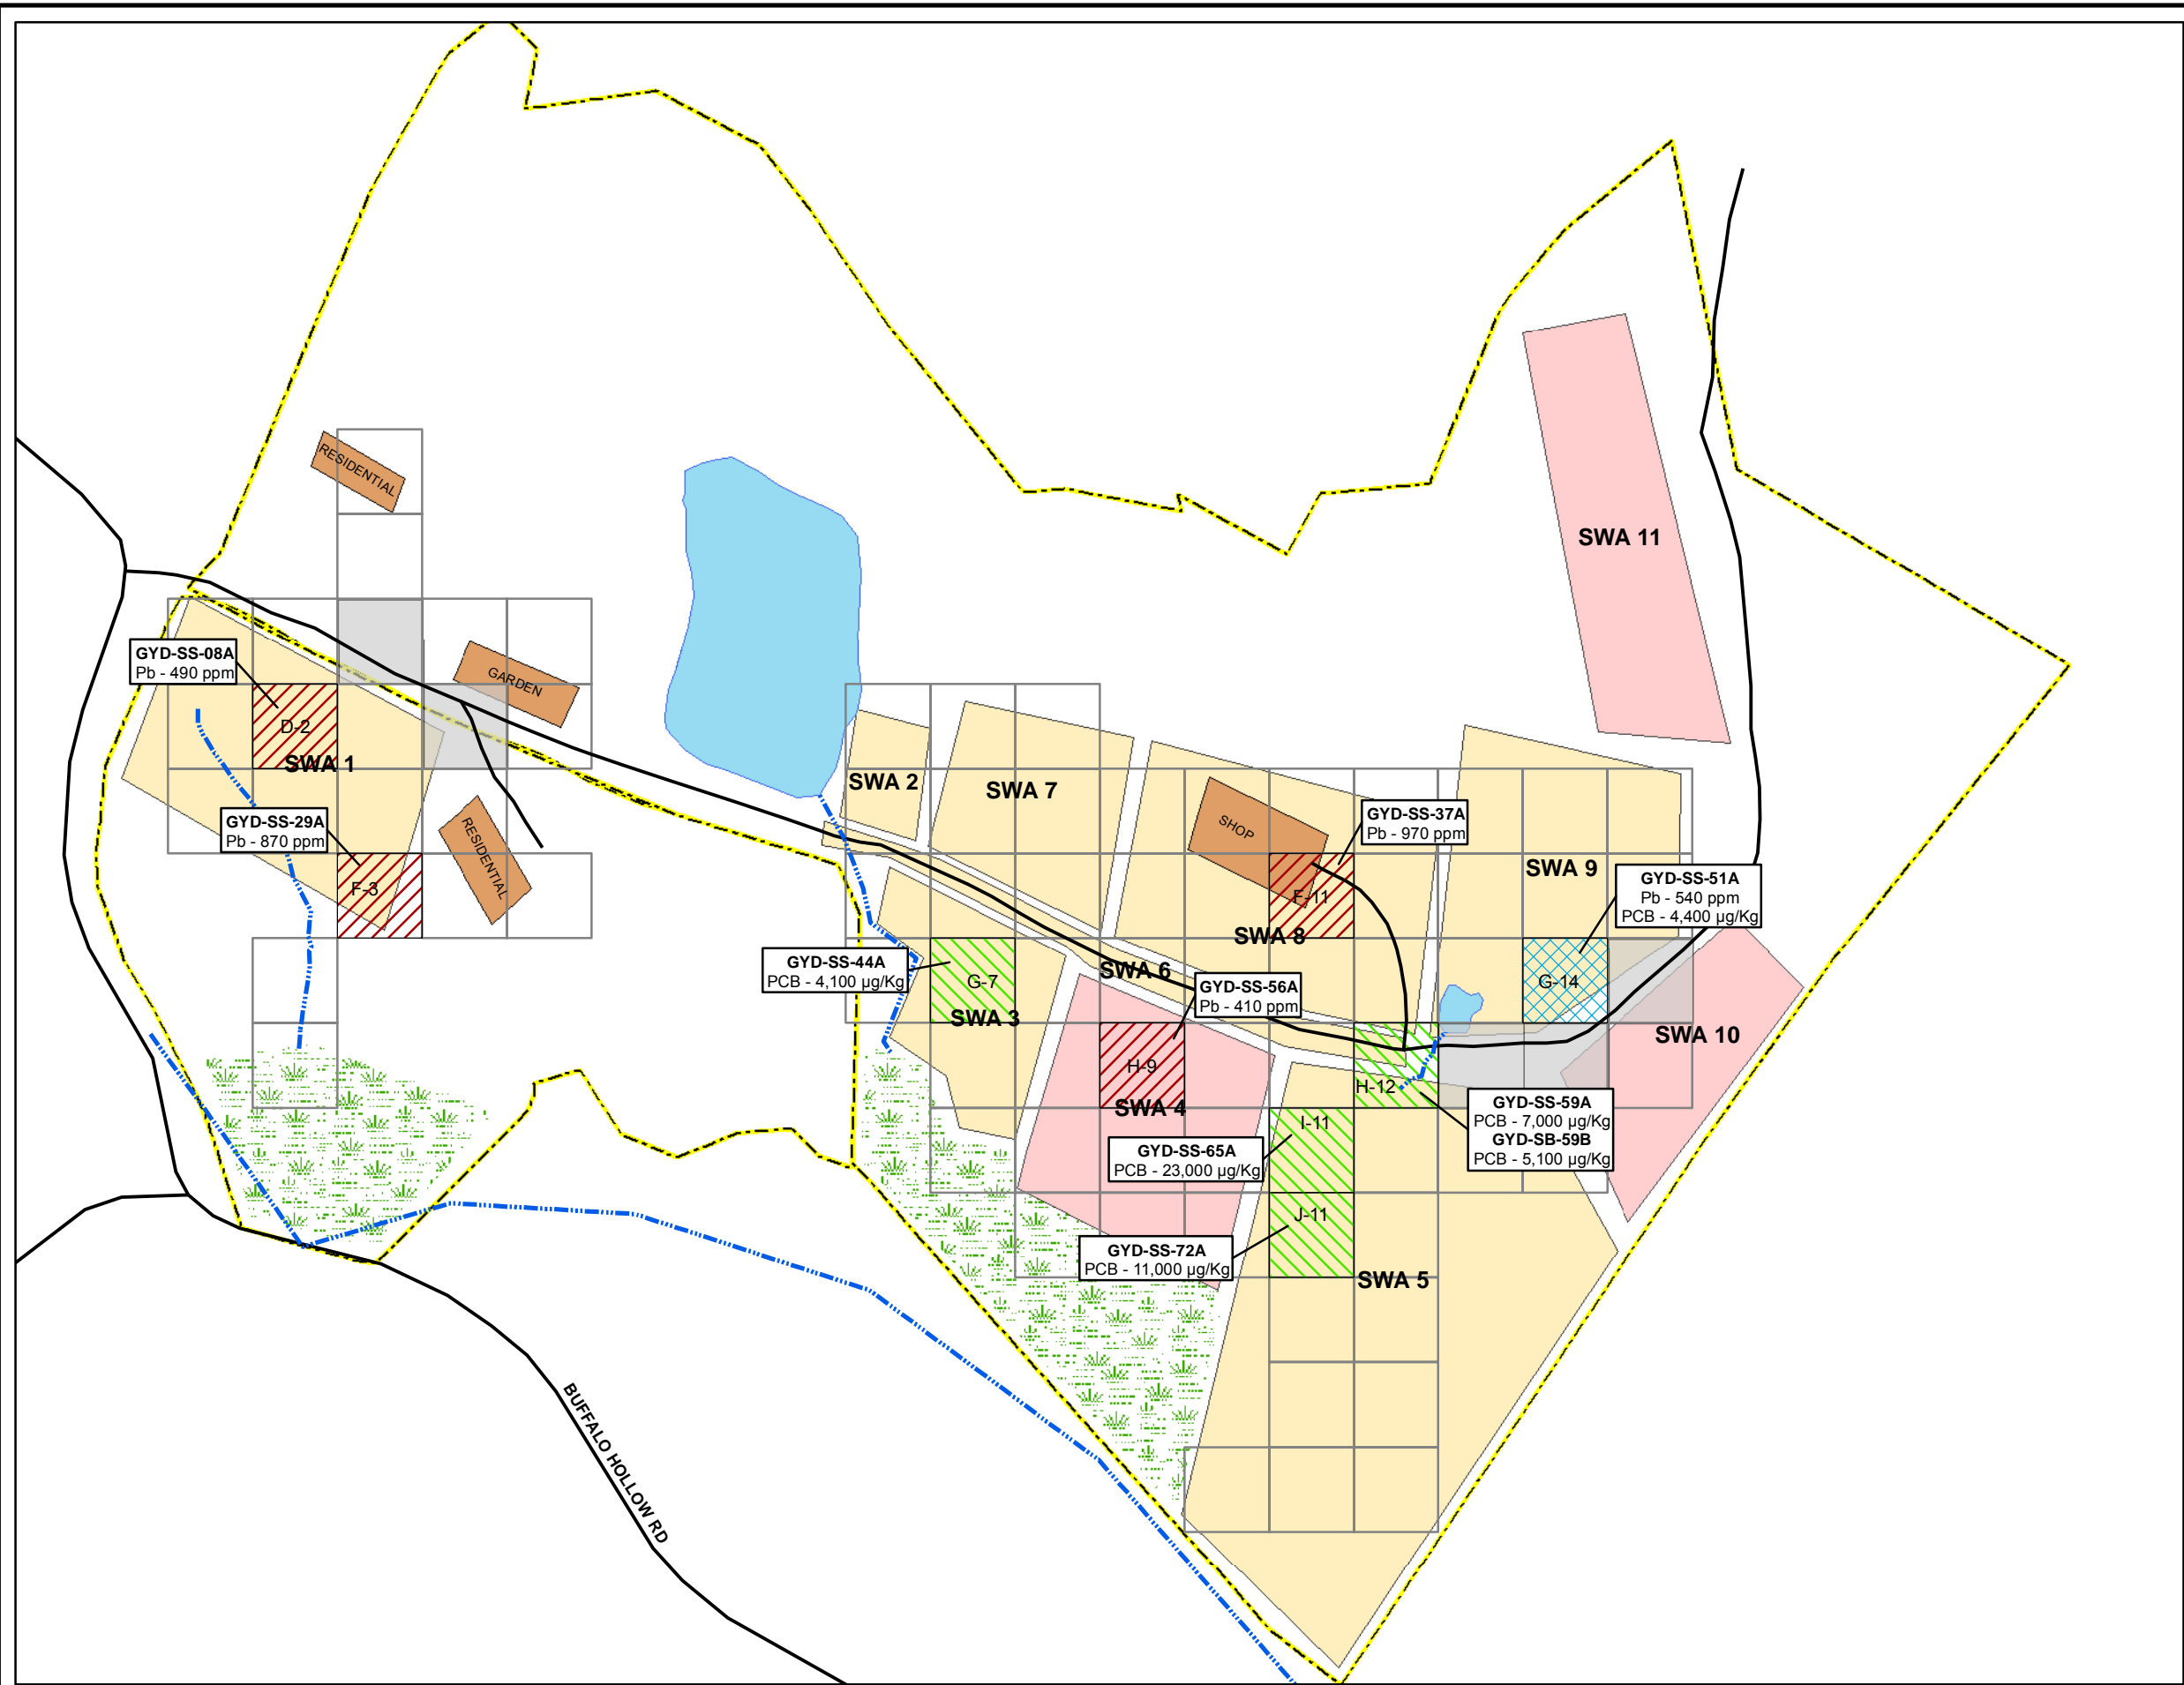 RESIDENTIAL
SWA 11
GYD-SS-08A
Pb - 490 ppm
GARDEN
D-2
SWA 1
SWA 2
SWA 7
GYD-SS-29A
Pb - 870 ppm
RESIDENTIAL
F-3
SHOP
GYD-SS-37A
Pb - 970 ppm
F-11
SWA 8
SWA 9
GYD-SS-51A
Pb - 540 ppm
PCB - 4,400 µg/Kg
G-14
GYD-SS-44A
PCB - 4,100 µg/Kg
G-7
SWA 3
SWA 6
GYD-SS-56A
Pb - 410 ppm
SWA 10
H-9
SWA 4
H-12
GYD-SS-59A
PCB - 7,000 µg/Kg
GYD-SB-59B
PCB - 5,100 µg/Kg
I-11
GYD-SS-65A
PCB - 23,000 µg/Kg
J-11
GYD-SS-72A
PCB - 11,000 µg/Kg
SWA 5
BUFFALO HOLLOW RD